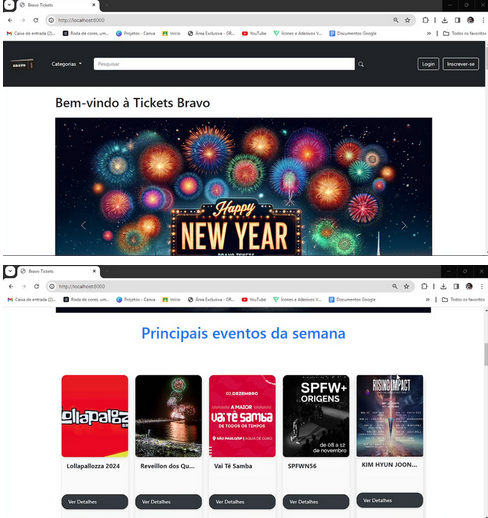 Bravo Tickets
http://localhost:8000
Caixa de entrada (2)...
Roda de cores, um...
Projetos - Canva
Início
Área Exclusiva - GR...
YouTube
Ícones e Adesivos V...
Documentos Google
Todos os favoritos
BRAVO
Categorias
Pesquisar
Login
Inscrever-se
Bem-vindo à Tickets Bravo
Happy
NEW YEAR
BRAVO TICKETS
Bravo Tickets
http://localhost:8000
Caixa de entrada (2)...
Roda de cores, um...
Projetos - Canva
Início
Área Exclusiva - GR...
YouTube
Ícones e Adesivos V...
Documentos Google
Todos os favoritos
Principais eventos da semana
Lollapalooza
02.DEZEMBRO
A MAIOR
VAI TÊ SAMBA
DE TODOS OS TEMPOS
SÃO PAULO/SP
SPFW+
ORIGENS
de 08 a 12
de novembro
RISING IMPACT
Lollapallozza 2024
Reveillon dos Qu...
Vai Tê Samba
SPFWN56
KIM HYUN JOON...
Ver Detalhes
Ver Detalhes
Ver Detalhes
Ver Detalhes
Ver Detalhes